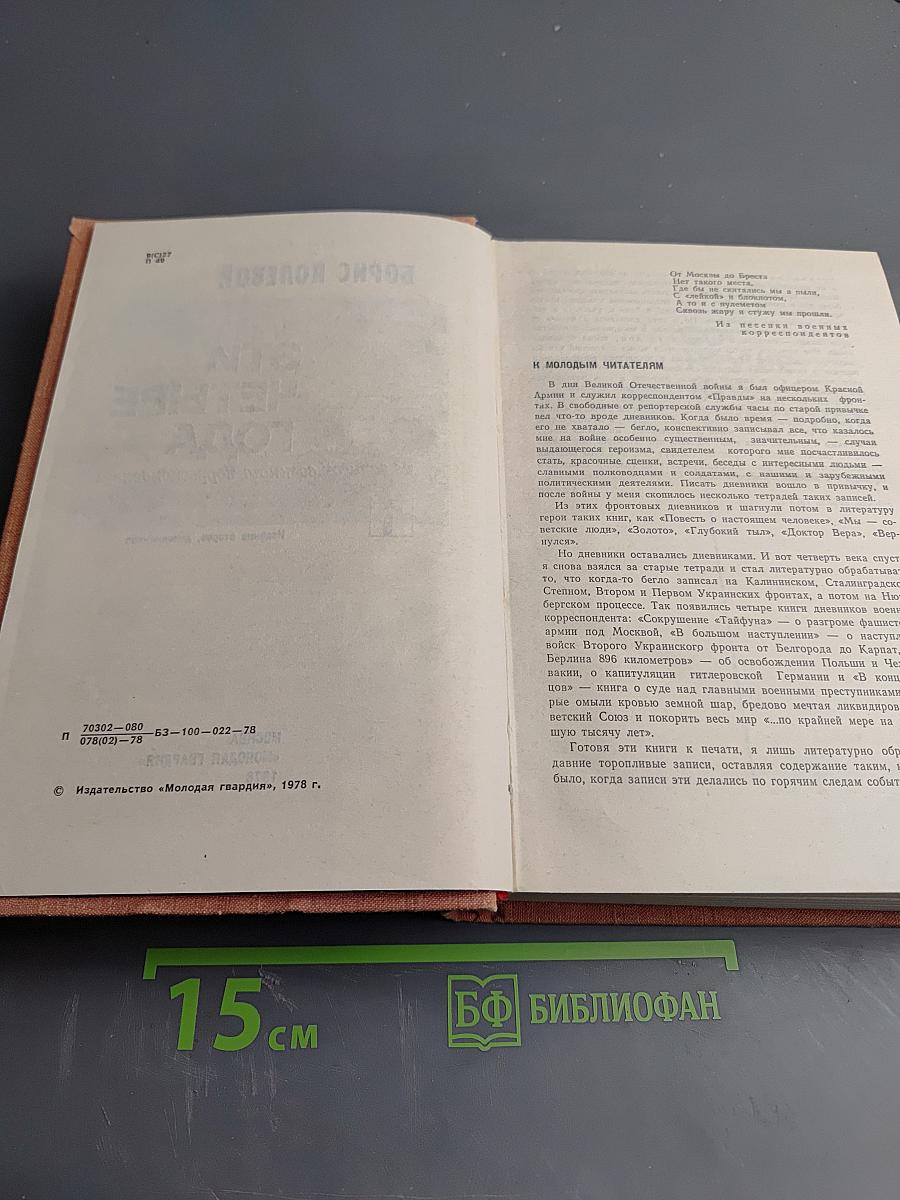 В(С)27
П 49
П 70302—080
078(02)—78 —БЗ—100—022—78
© Издательство «Молодая гвардия», 1978 г.
От Москвы до Бреста
Нет такого места,
Где бы не скитались мы в пыли,
С «лейкой» и блокнотом,
А то и с пулеметом
Сквозь жару и стужу мы прошли.
Из песенки военных
корреспондентов
К МОЛОДЫМ ЧИТАТЕЛЯМ
В дни Великой Отечественной войны я был офицером Красной
Армии и служил корреспондентом «Правды» на нескольких фрон-
тах. В свободные от репортерской службы часы по старой привычке
вел что-то вроде дневников. Когда было время — подробно, когда
его не хватало — бегло, конспективно записывал все, что казалось
мне на войне особенно существенным, значительным, — случаи
выдающегося героизма, свидетелем которого мне посчастливилось
стать, красочные сценки, встречи, беседы с интересными людьми —
славными полководцами и солдатами, с нашими и зарубежными
политическими деятелями. Писать дневники вошло в привычку, и
после войны у меня скопилось несколько тетрадей таких записей.
Из этих фронтовых дневников и шагнули потом в литературу
герои таких книг, как «Повесть о настоящем человеке», «Мы — со-
ветские люди», «Золото», «Глубокий тыл», «Доктор Вера», «Вер-
нулся».
Но дневники оставались дневниками. И вот четверть века спуст
я снова взялся за старые тетради и стал литературно обрабатыва
то, что когда-то бегло записал на Калининском, Сталинградско
Степном, Втором и Первом Украинских фронтах, а потом на Ню
бергском процессе. Так появились четыре книги дневников воен
корреспондента: «Сокрушение «Тайфуна» — о разгроме фашист
армии под Москвой, «В большом наступлении» — о наступл
войск Второго Украинского фронта от Белгорода до Карпат,
Берлина 896 километров» — об освобождении Польши и Чех
вакии, о капитуляции гитлеровской Германии и «В конц
цов» — книга о суде над главными военными преступниками
рые омыли кровью земной шар, бредово мечтая ликвидиров
ветский Союз и покорить весь мир «...по крайней мере на
шую тысячу лет».
Готовя эти книги к печати, я лишь литературно обр
давние торопливые записи, оставляя содержание таким,
было, когда записи эти делались по горячим следам событ
15 см
БФ БИБЛИОФАН